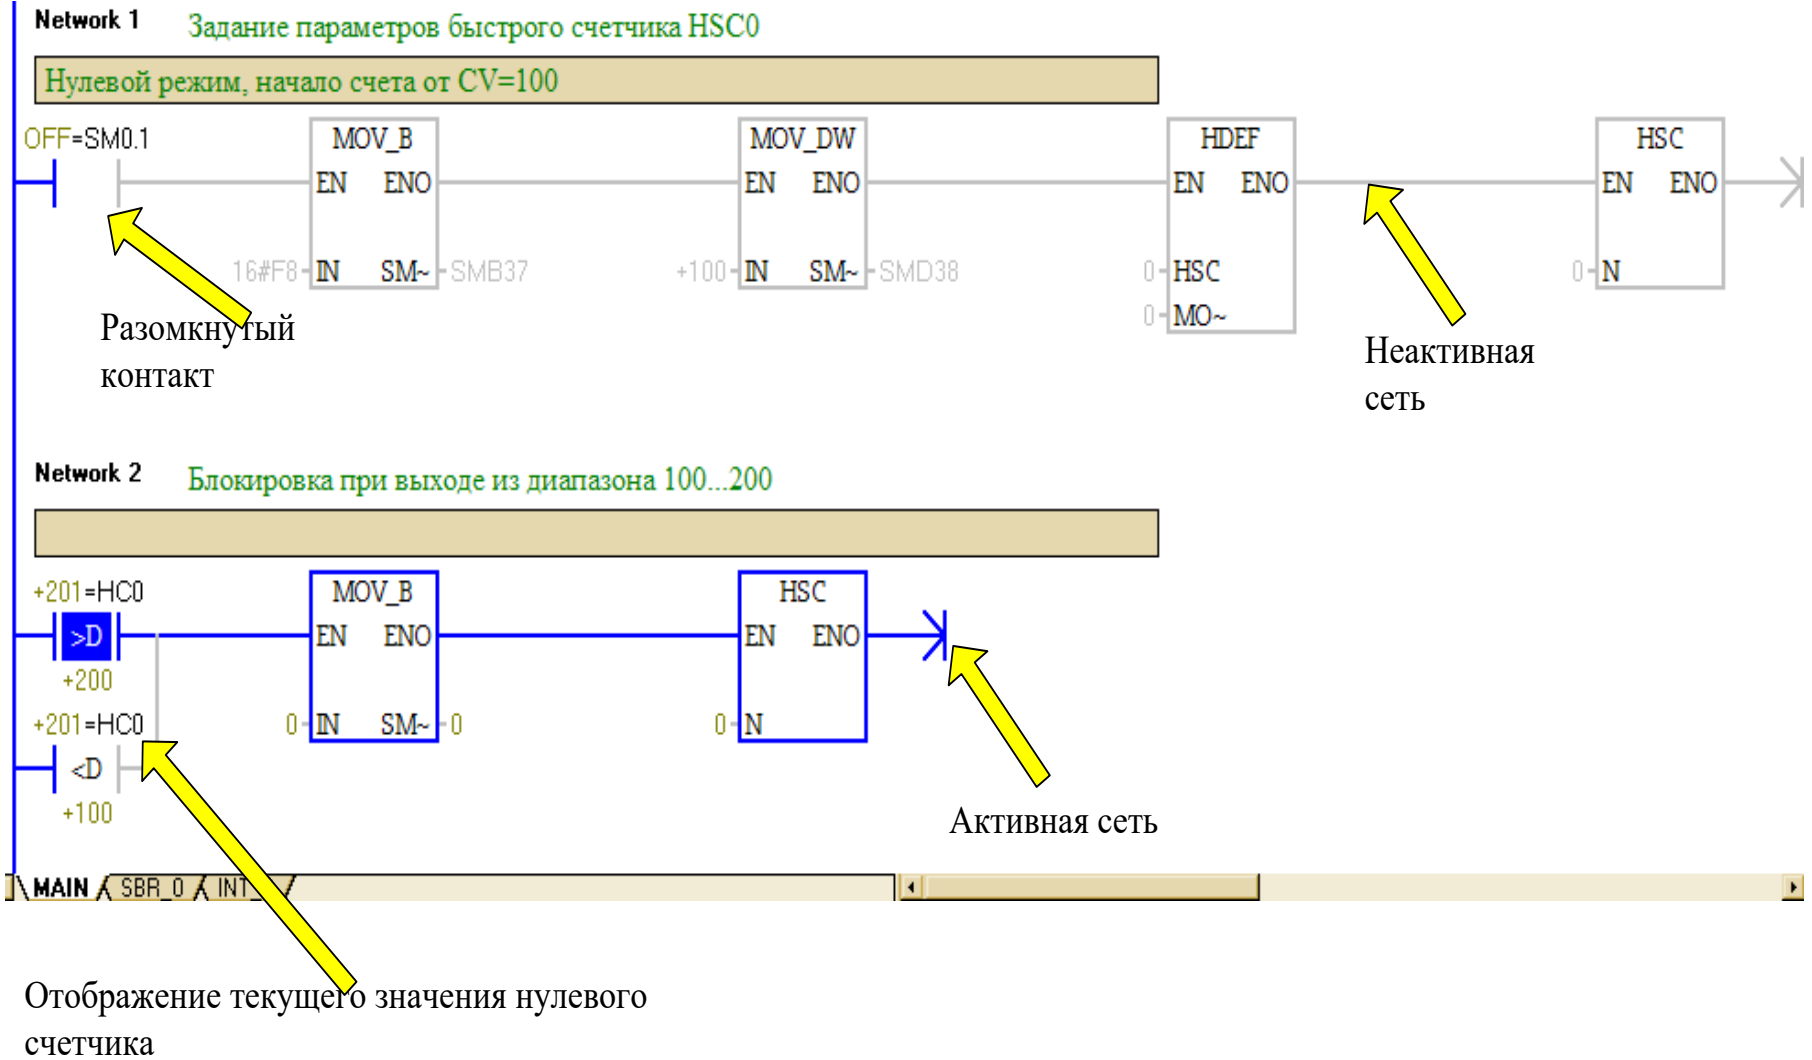 Network 1 Задание параметров быстрого счетчика HSC0
Нулевой режим, начало счета от CV=100
OFF=SM0.1 MOV_B MOV_DW HDEF HSC
EN ENO EN ENO EN ENO EN ENO
16#F8 IN SM~ SMB37 +100 IN SM~ SMD38 0 HSC 0 N
0 MO~
Разомкнутый
контакт
Неактивная
сеть
Network 2 Блокировка при выходе из диапазона 100...200
+201=HC0 MOV_B HSC
>D EN ENO EN ENO
+200
+201=HC0 0 IN SM~ 0 0 N
<D
+100
Активная сеть
MAIN SBR_0 INT
Отображение текущего значения нулевого
счетчика